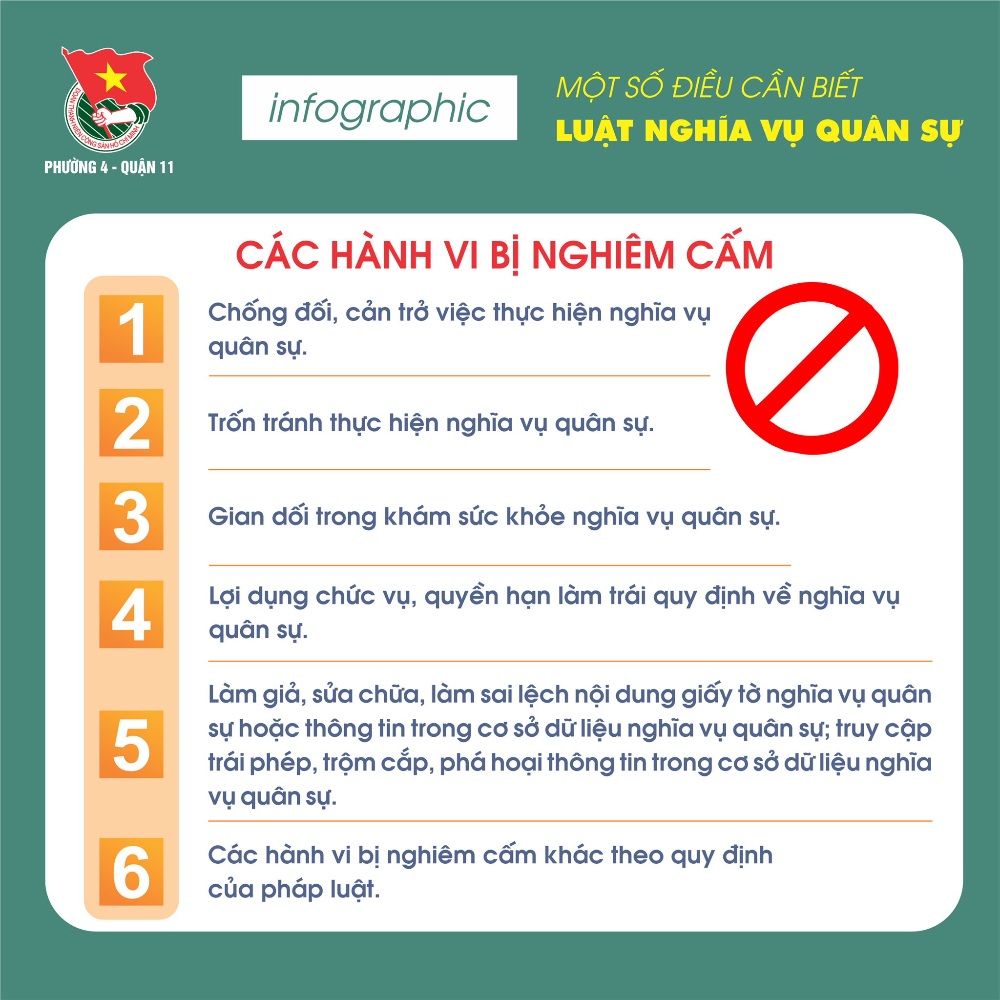 ĐOÀN THANH NIÊN CỘNG SẢN HỒ CHÍ MINH
PHƯỜNG 4 - QUẬN 11
infographic
MỘT SỐ ĐIỀU CẦN BIẾT
LUẬT NGHĨA VỤ QUÂN SỰ
CÁC HÀNH VI BỊ NGHIÊM CẤM
1
Chống đối, cản trở việc thực hiện nghĩa vụ
quân sự.
2
Trốn tránh thực hiện nghĩa vụ quân sự.
3
Gian dối trong khám sức khỏe nghĩa vụ quân sự.
4
Lợi dụng chức vụ, quyền hạn làm trái quy định về nghĩa vụ
quân sự.
5
Làm giả, sửa chữa, làm sai lệch nội dung giấy tờ nghĩa vụ quân
sự hoặc thông tin trong cơ sở dữ liệu nghĩa vụ quân sự; truy cập
trái phép, trộm cắp, phá hoại thông tin trong cơ sở dữ liệu nghĩa
vụ quân sự.
6
Các hành vi bị nghiêm cấm khác theo quy định
của pháp luật.